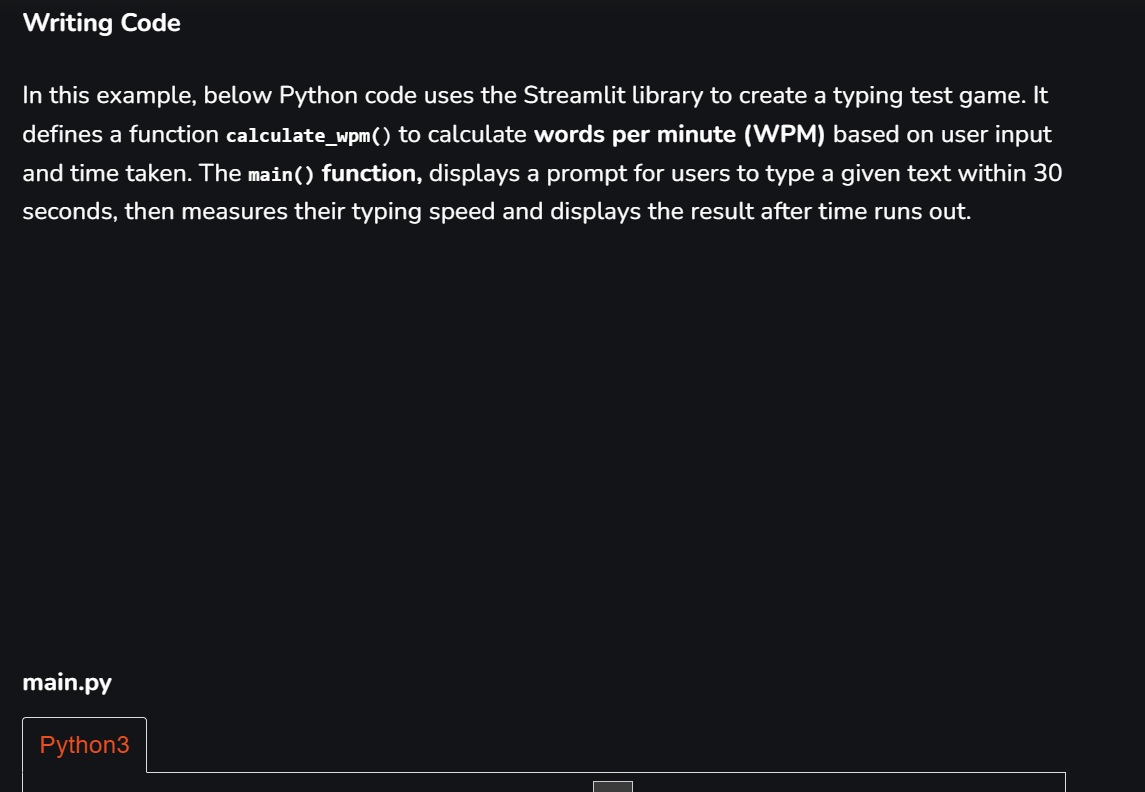 Writing Code
In this example, below Python code uses the Streamlit library to create a typing test game. It
defines a function calculate_wpm() to calculate words per minute (WPM) based on user input
and time taken. The main() function, displays a prompt for users to type a given text within 30
seconds, then measures their typing speed and displays the result after time runs out.
main.py
Python3